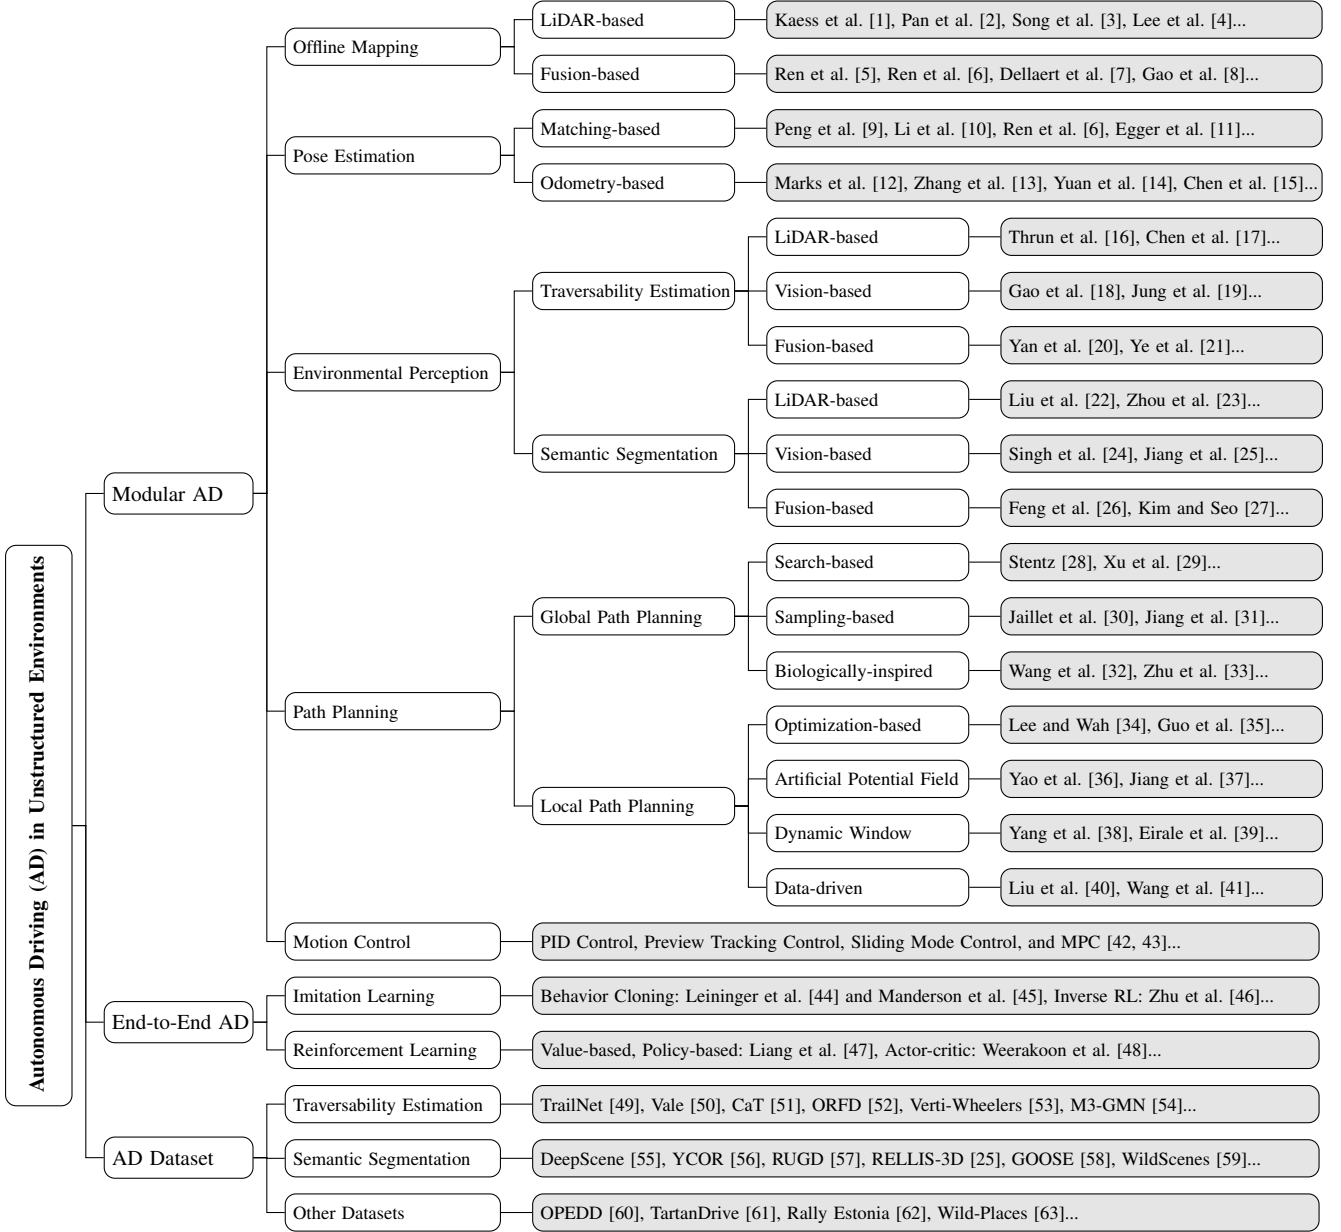 Autonomous Driving (AD) in Unstructured Environments
Modular AD
Offline Mapping
LiDAR-based
Kaess et al. [1], Pan et al. [2], Song et al. [3], Lee et al. [4]...
Fusion-based
Ren et al. [5], Ren et al. [6], Dellaert et al. [7], Gao et al. [8]...
Pose Estimation
Matching-based
Peng et al. [9], Li et al. [10], Ren et al. [6], Egger et al. [11]...
Odometry-based
Marks et al. [12], Zhang et al. [13], Yuan et al. [14], Chen et al. [15]...
Environmental Perception
Traversability Estimation
LiDAR-based
Thrun et al. [16], Chen et al. [17]...
Vision-based
Gao et al. [18], Jung et al. [19]...
Fusion-based
Yan et al. [20], Ye et al. [21]...
Semantic Segmentation
LiDAR-based
Liu et al. [22], Zhou et al. [23]...
Vision-based
Singh et al. [24], Jiang et al. [25]...
Fusion-based
Feng et al. [26], Kim and Seo [27]...
Path Planning
Global Path Planning
Search-based
Stentz [28], Xu et al. [29]...
Sampling-based
Jaillet et al. [30], Jiang et al. [31]...
Biologically-inspired
Wang et al. [32], Zhu et al. [33]...
Local Path Planning
Optimization-based
Lee and Wah [34], Guo et al. [35]...
Artificial Potential Field
Yao et al. [36], Jiang et al. [37]...
Dynamic Window
Yang et al. [38], Eirale et al. [39]...
Data-driven
Liu et al. [40], Wang et al. [41]...
Motion Control
PID Control, Preview Tracking Control, Sliding Mode Control, and MPC [42, 43]...
End-to-End AD
Imitation Learning
Behavior Cloning: Leininger et al. [44] and Manderson et al. [45], Inverse RL: Zhu et al. [46]...
Reinforcement Learning
Value-based, Policy-based: Liang et al. [47], Actor-critic: Weerakoon et al. [48]...
AD Dataset
Traversability Estimation
TrailNet [49], Vale [50], CaT [51], ORFD [52], Verti-Wheelers [53], M3-GMN [54]...
Semantic Segmentation
DeepScene [55], YCOR [56], RUGD [57], RELLIS-3D [25], GOOSE [58], WildScenes [59]...
Other Datasets
OPEDD [60], TartanDrive [61], Rally Estonia [62], Wild-Places [63]...